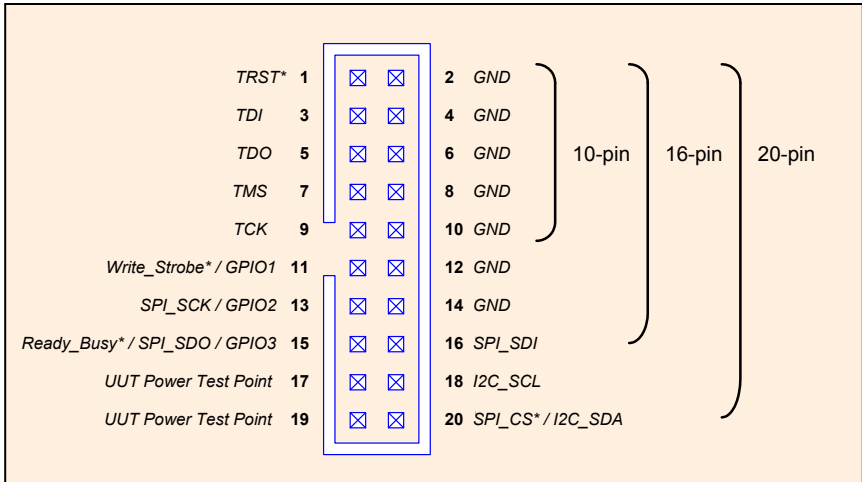 TRST* 1 2 GND
TDI 3 4 GND
TDO 5 6 GND 10-pin 16-pin 20-pin
TMS 7 8 GND
TCK 9 10 GND
Write_Strobe* / GPIO1 11 12 GND
SPI_SCK / GPIO2 13 14 GND
Ready_Busy* / SPI_SDO / GPIO3 15 16 SPI_SDI
UUT Power Test Point 17 18 I2C_SCL
UUT Power Test Point 19 20 SPI_CS* / I2C_SDA